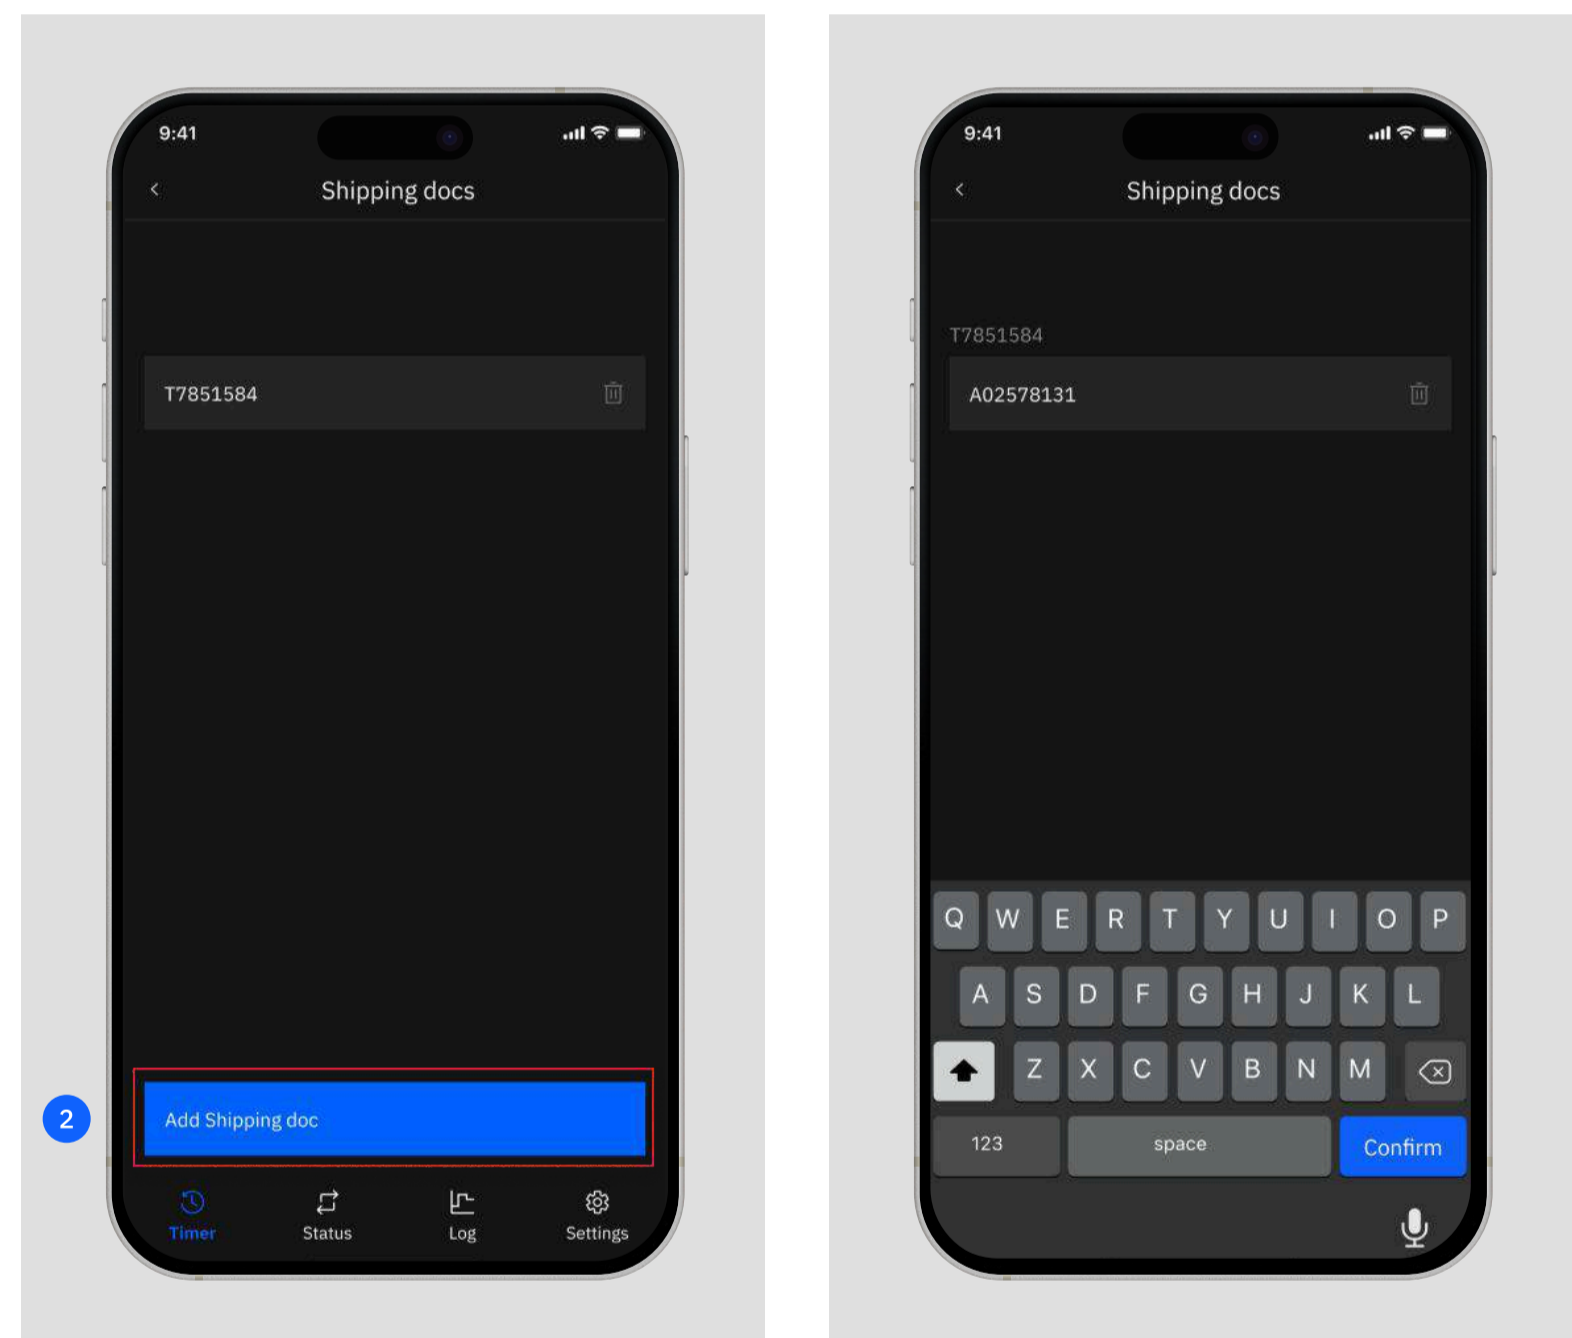 9:41
Shipping docs
T7851584
2
Add Shipping doc
Timer Status Log Settings
9:41
Shipping docs
T7851584
A02578131
Q W E R T Y U I O P
A S D F G H J K L
Z X C V B N M
123 space Confirm